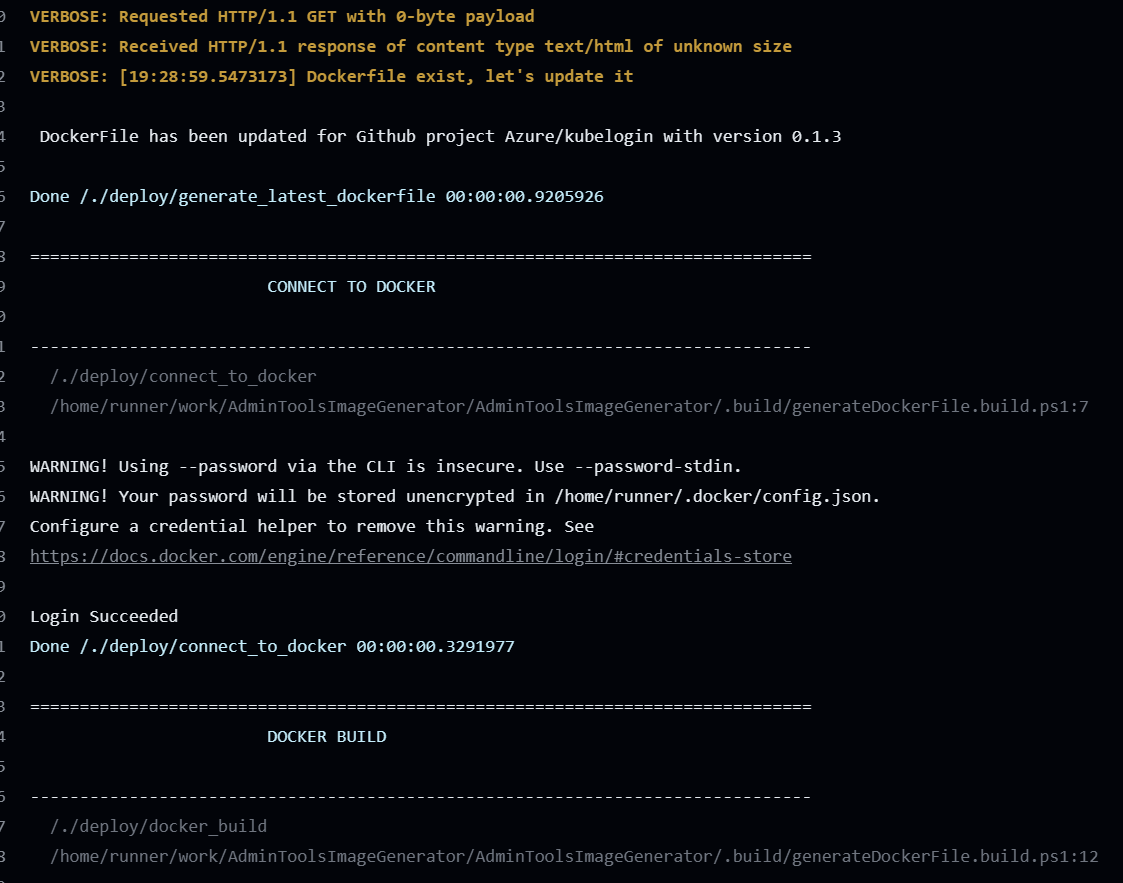 0 VERBOSE: Requested HTTP/1.1 GET with 0-byte payload
1 VERBOSE: Received HTTP/1.1 response of content type text/html of unknown size
2 VERBOSE: [19:28:59.5473173] Dockerfile exist, let's update it
3
4 DockerFile has been updated for Github project Azure/kubelogin with version 0.1.3
5
6 Done /./deploy/generate_latest_dockerfile 00:00:00.9205926
7
8 ===============================================================================
9 CONNECT TO DOCKER
0
1 -------------------------------------------------------------------------------
2 /./deploy/connect_to_docker
3 /home/runner/work/AdminToolsImageGenerator/AdminToolsImageGenerator/.build/generateDockerFile.build.ps1:7
4
5 WARNING! Using --password via the CLI is insecure. Use --password-stdin.
6 WARNING! Your password will be stored unencrypted in /home/runner/.docker/config.json.
7 Configure a credential helper to remove this warning. See
8 https://docs.docker.com/engine/reference/commandline/login/#credentials-store
9
0 Login Succeeded
1 Done /./deploy/connect_to_docker 00:00:00.3291977
2
3 ===============================================================================
4 DOCKER BUILD
5
6 -------------------------------------------------------------------------------
7 /./deploy/docker_build
8 /home/runner/work/AdminToolsImageGenerator/AdminToolsImageGenerator/.build/generateDockerFile.build.ps1:12